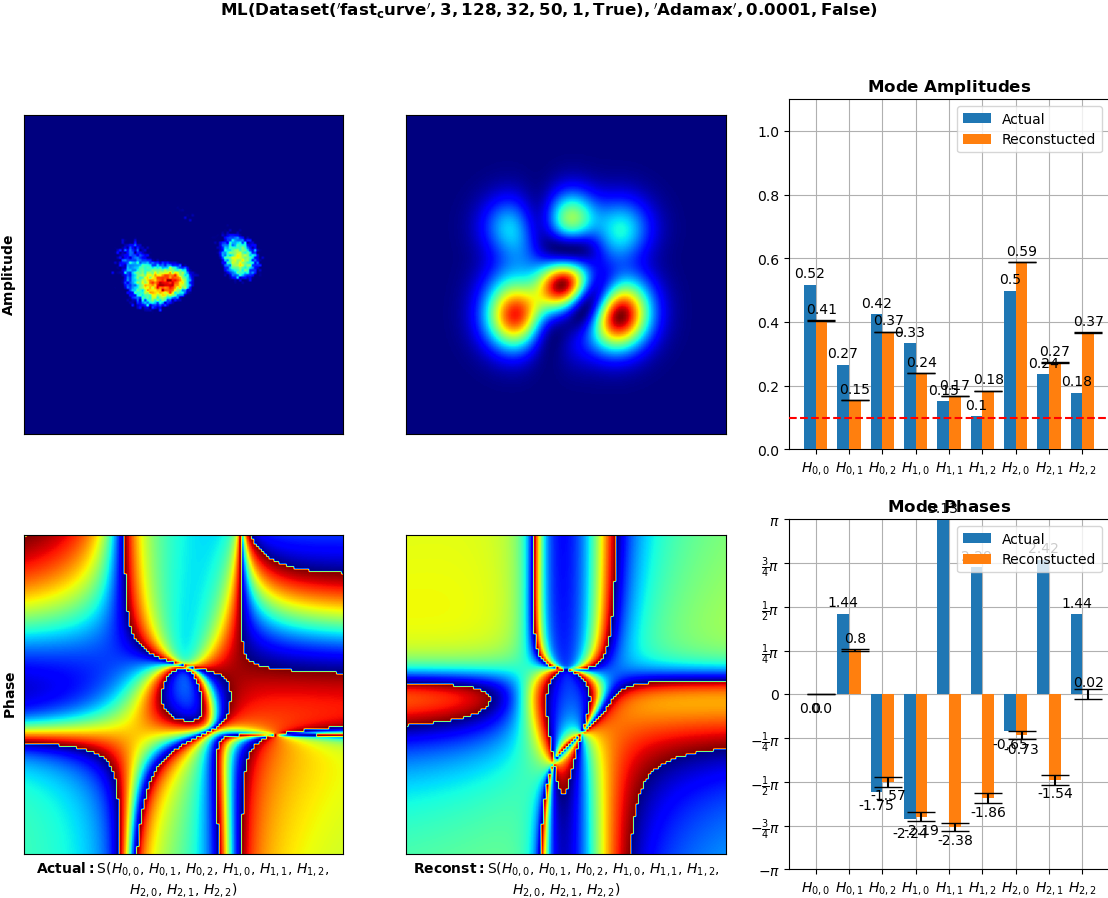 ML(Dataset('fast_curve', 3, 128, 32, 50, 1, True), 'Adamax', 0.0001, False)
Amplitude
Mode Amplitudes
Actual
Reconstucted
1.0
0.8
0.6
0.4
0.2
0.0
0.52
0.41
0.27
0.15
0.42
0.37
0.33
0.24
0.15
0.17
0.1
0.18
0.5
0.59
0.24
0.27
0.18
0.37
H0,0 H0,1 H0,2 H1,0 H1,1 H1,2 H2,0 H2,1 H2,2
Phase
Mode Phases
Actual
Reconstucted
π
3/4π
1/2π
1/4π
0
−1/4π
−1/2π
−3/4π
−π
0.0
0.0
1.44
0.8
-1.75
-1.57
-2.24
-2.19
-2.38
-1.86
-0.65
-0.73
2.42
-1.54
1.44
0.02
H0,0 H0,1 H0,2 H1,0 H1,1 H1,2 H2,0 H2,1 H2,2
Actual: S(H0,0, H0,1, H0,2, H1,0, H1,1, H1,2,
H2,0, H2,1, H2,2)
Reconst: S(H0,0, H0,1, H0,2, H1,0, H1,1, H1,2,
H2,0, H2,1, H2,2)